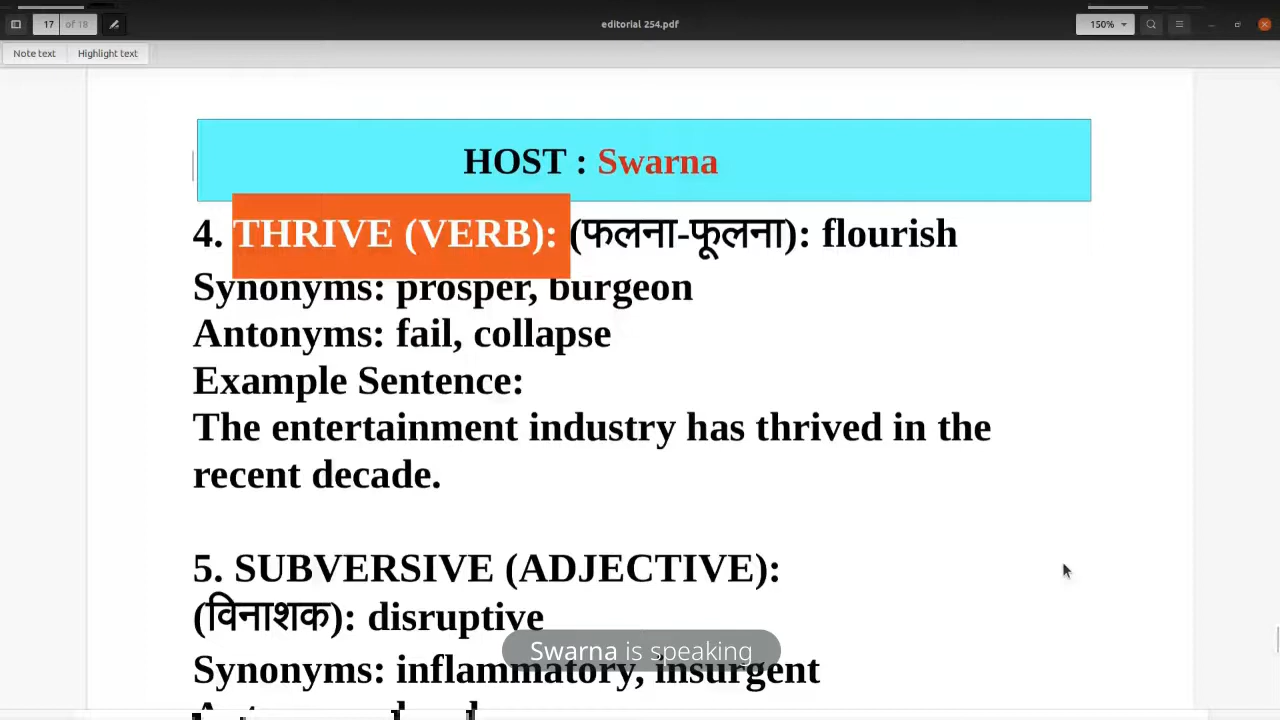 17 of 18
editorial 254.pdf
150%
Note text Highlight text
HOST : Swarna
4. THRIVE (VERB): (फलना-फूलना): flourish
Synonyms: prosper, burgeon
Antonyms: fail, collapse
Example Sentence:
The entertainment industry has thrived in the
recent decade.
5. SUBVERSIVE (ADJECTIVE):
(विनाशक): disruptive
Swarna is speaking
Synonyms: inflammatory, insurgent